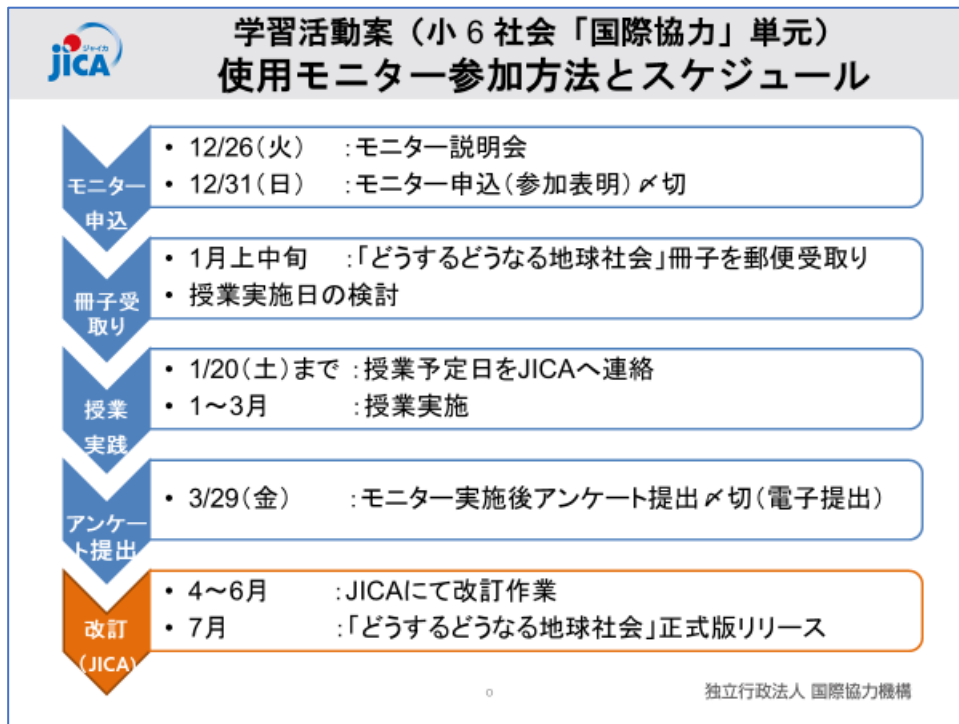 ジャイカ
JICA
学習活動案（小6社会「国際協力」単元）
使用モニター参加方法とスケジュール
モニター
申込
• 12/26（火）　：モニター説明会
• 12/31（日）　：モニター申込（参加表明）〆切
冊子受
取り
• 1月上中旬　：「どうするどうなる地球社会」冊子を郵便受取り
• 授業実施日の検討
授業
実践
• 1/20（土）まで：授業予定日をJICAへ連絡
• 1～3月　：授業実施
アンケー
ト提出
• 3/29（金）　：モニター実施後アンケート提出〆切（電子提出）
改訂
（JICA）
• 4～6月　：JICAにて改訂作業
• 7月　：「どうするどうなる地球社会」正式版リリース
0
独立行政法人 国際協力機構